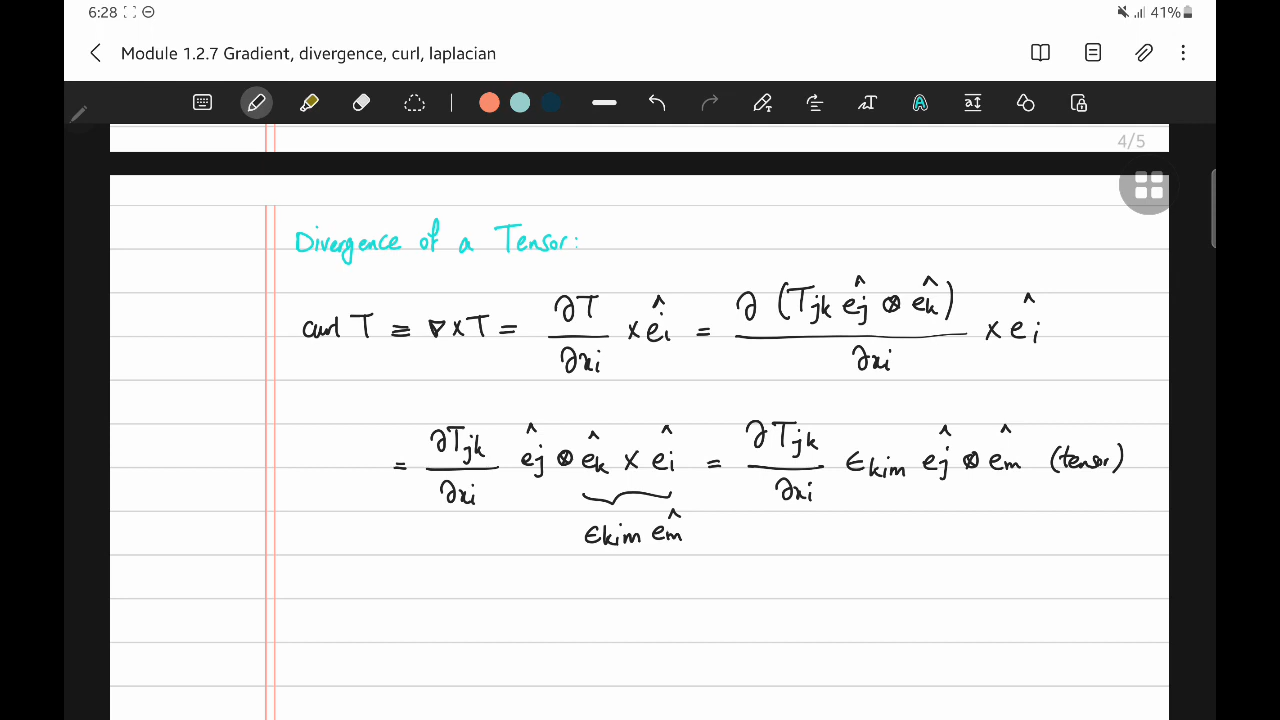 6:28
41%
Module 1.2.7 Gradient, divergence, curl, laplacian
4/5
Divergence of a Tensor:
curl T ≡ ∇×T = ∂T/∂xi × êi = ∂(Tjk êj ⊗ êk)/∂xi × êi
= ∂Tjk/∂xi êj ⊗ êk × êi = ∂Tjk/∂xi ϵkim êj ⊗ êm (tensor)
ϵkim êm